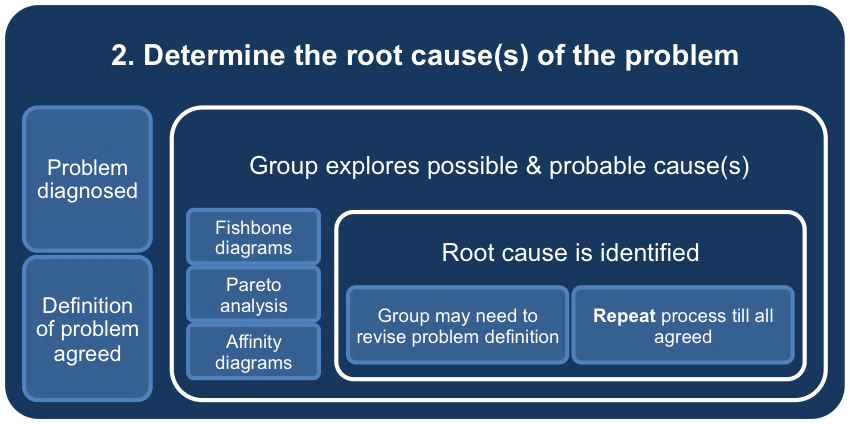 2. Determine the root cause(s) of the problem
Problem
diagnosed
Definition
of problem
agreed
Group explores possible & probable cause(s)
Fishbone
diagrams
Pareto
analysis
Affinity
diagrams
Root cause is identified
Group may need to
revise problem definition
Repeat process till all
agreed